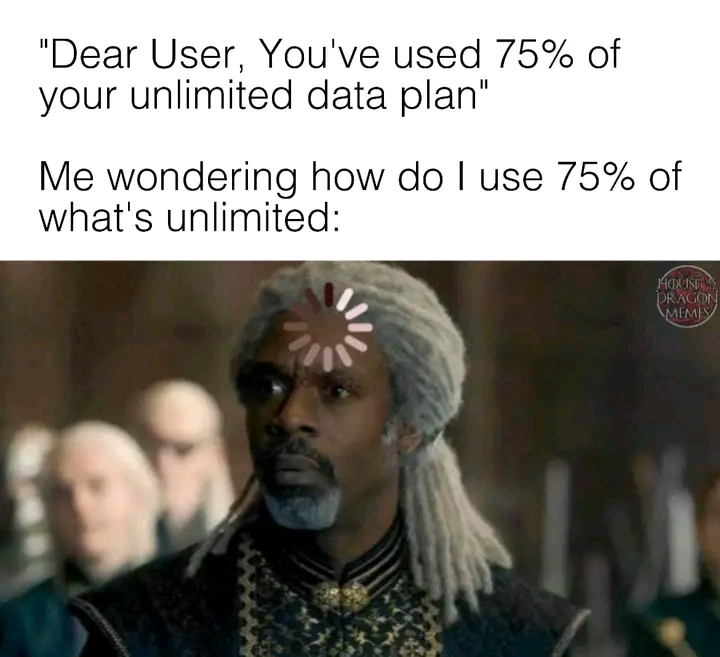 "Dear User, You've used 75% of
your unlimited data plan"
Me wondering how do I use 75% of
what's unlimited:
HOUSE
DRAGON
MEMES